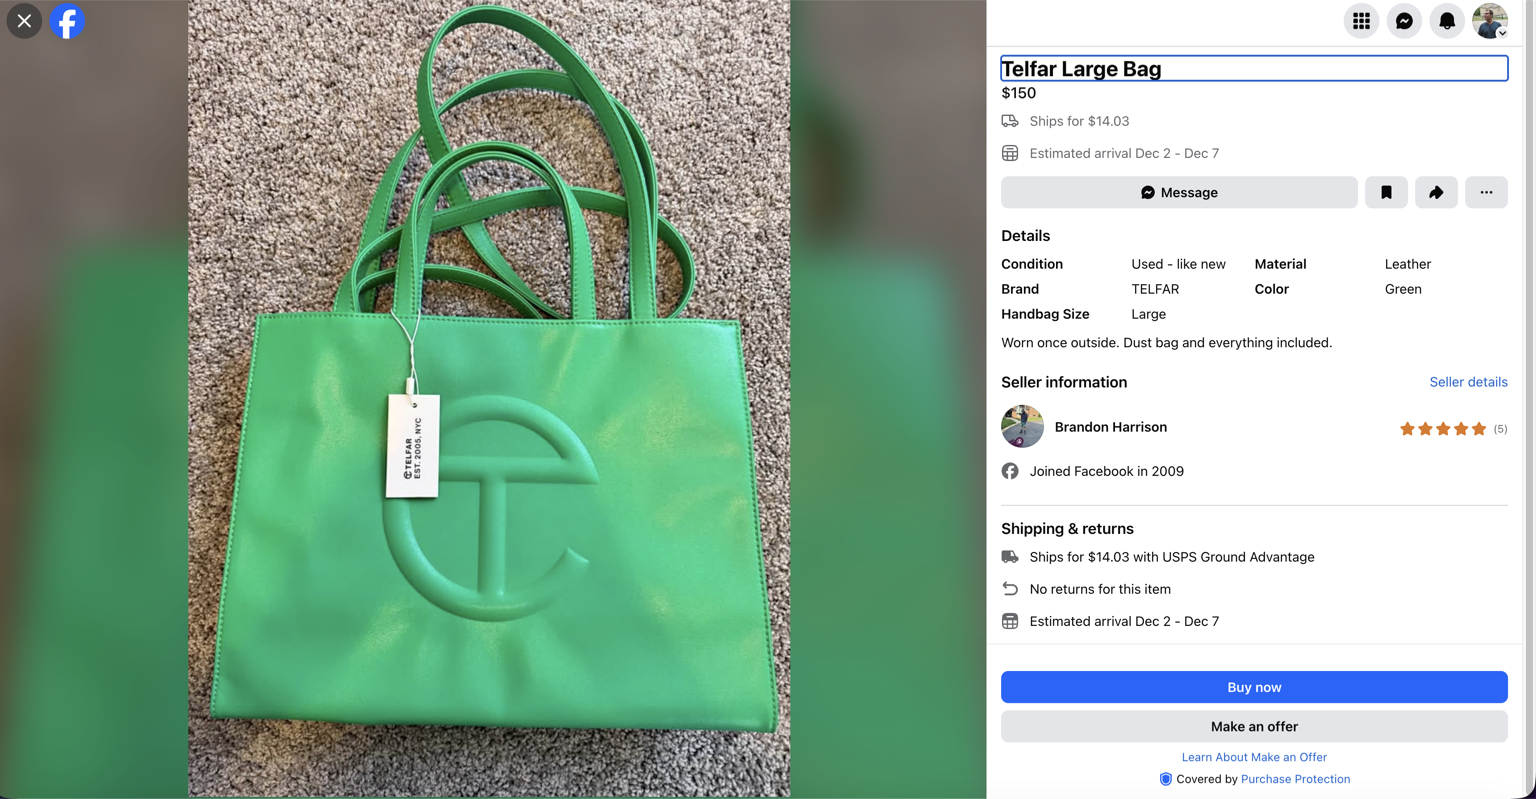 TELFAR
EST. 2005, NYC
Telfar Large Bag
$150
Ships for $14.03
Estimated arrival Dec 2 - Dec 7
Message
Details
Condition Used - like new Material Leather
Brand TELFAR Color Green
Handbag Size Large
Worn once outside. Dust bag and everything included.
Seller information Seller details
Brandon Harrison (5)
Joined Facebook in 2009
Shipping & returns
Ships for $14.03 with USPS Ground Advantage
No returns for this item
Estimated arrival Dec 2 - Dec 7
Buy now
Make an offer
Learn About Make an Offer
Covered by Purchase Protection